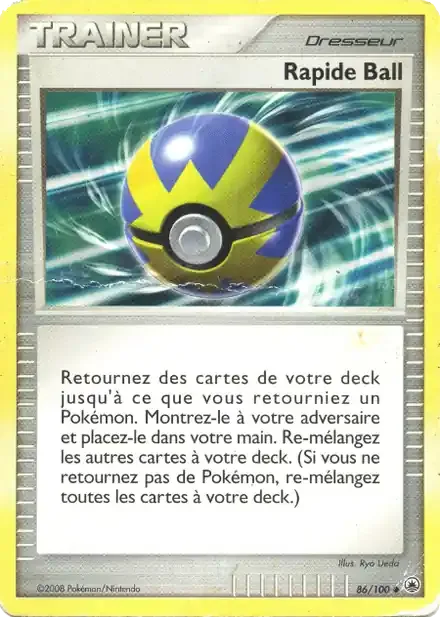 TRAINER
Dresseur
Rapide Ball
Retournez des cartes de votre deck
jusqu'à ce que vous retourniez un
Pokémon. Montrez-le à votre adversaire
et placez-le dans votre main. Re-mélangez
les autres cartes à votre deck. (Si vous ne
retournez pas de Pokémon, re-mélangez
toutes les cartes à votre deck.)
Illus. Ryo Ueda
©2008 Pokémon/Nintendo
86/100